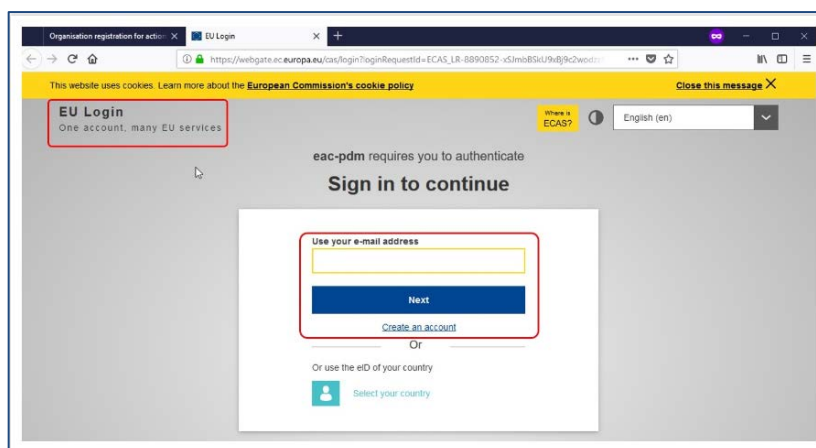 Organisation registration for action
EU Login
https://webgate.ec.europa.eu/cas/login?loginRequestId=ECAS_LR-8890852-
This website uses cookies. Learn more about the European Commission's cookie policy
Close this message
EU Login
One account, many EU services
Where is
ECAS?
English (en)
eac-pdm requires you to authenticate
Sign in to continue
Use your e-mail address
Next
Create an account
Or
Or use the eID of your country
Select your country